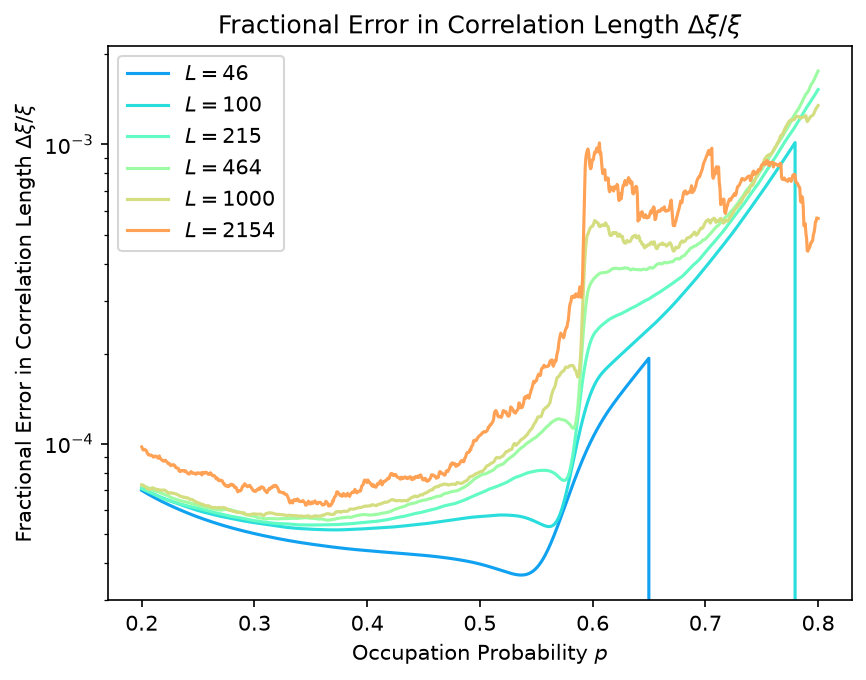 Fractional Error in Correlation Length Δξ/ξ
Fractional Error in Correlation Length Δξ/ξ
10⁻³
10⁻⁴
L = 46
L = 100
L = 215
L = 464
L = 1000
L = 2154
0.2 0.3 0.4 0.5 0.6 0.7 0.8
Occupation Probability p